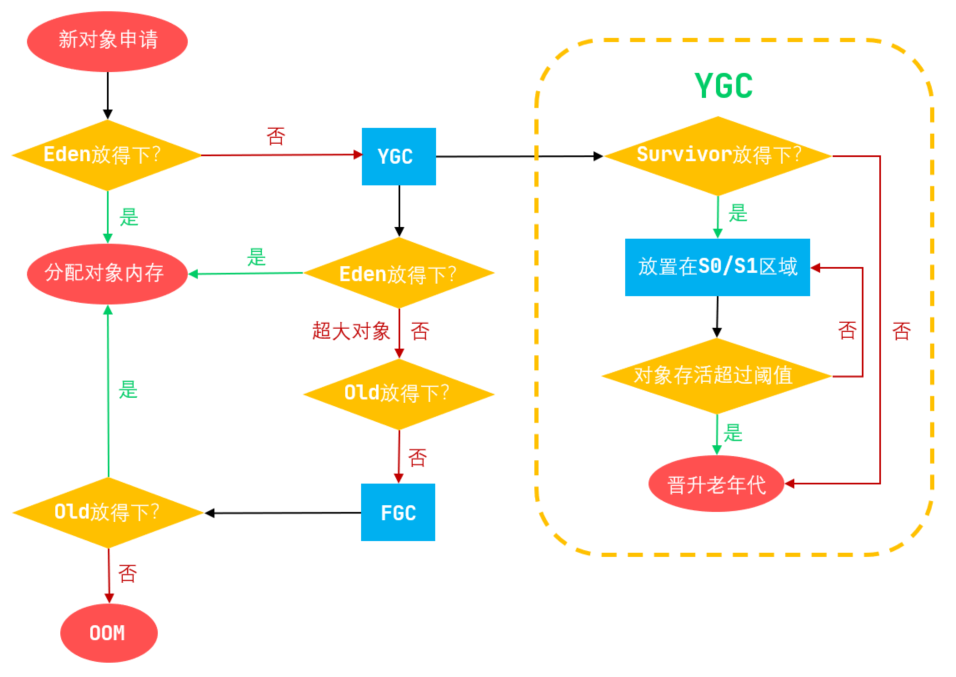 新对象申请
Eden放得下?
否
YGC
是
分配对象内存
是
Eden放得下?
超大对象
否
Old放得下?
是
否
FGC
Old放得下?
否
OOM
YGC
Survivor放得下?
是
放置在S0/S1区域
否
否
对象存活超过阈值
是
晋升老年代